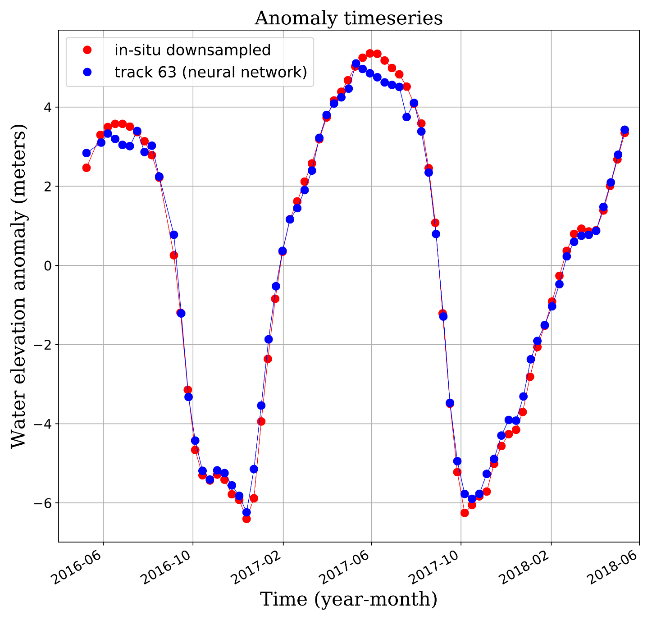 Anomaly timeseries
in-situ downsampled
track 63 (neural network)
Water elevation anomaly (meters)
4
2
0
−2
−4
−6
2016-06
2016-10
2017-02
2017-06
2017-10
2018-02
2018-06
Time (year-month)